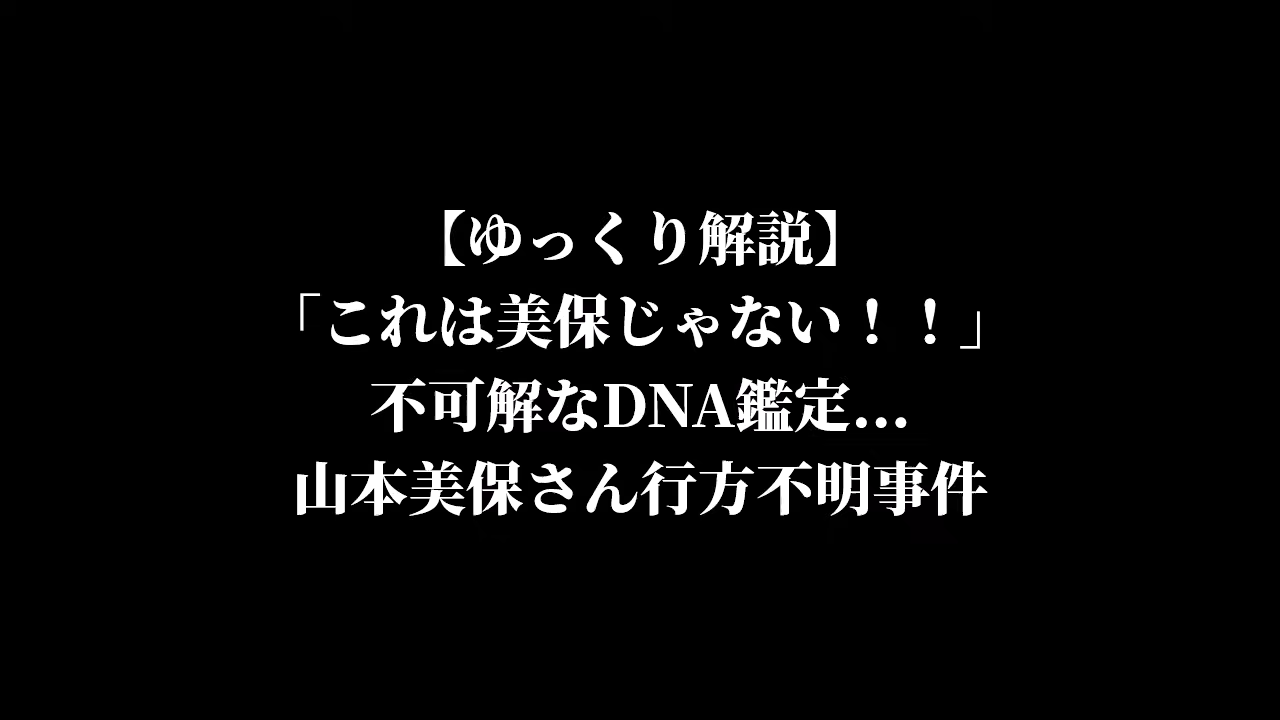 【ゆっくり解説】
「これは美保じゃない！！」
不可解なDNA鑑定...
山本美保さん行方不明事件